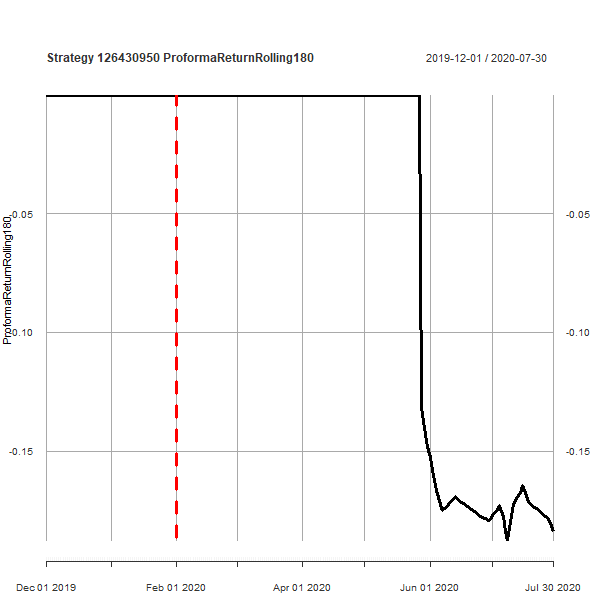 Strategy 126430950 ProformaReturnRolling180
2019-12-01 / 2020-07-30
ProformaReturnRolling180
-0.05
-0.05
-0.10
-0.10
-0.15
-0.15
Dec 01 2019
Feb 01 2020
Apr 01 2020
Jun 01 2020
Jul 30 2020